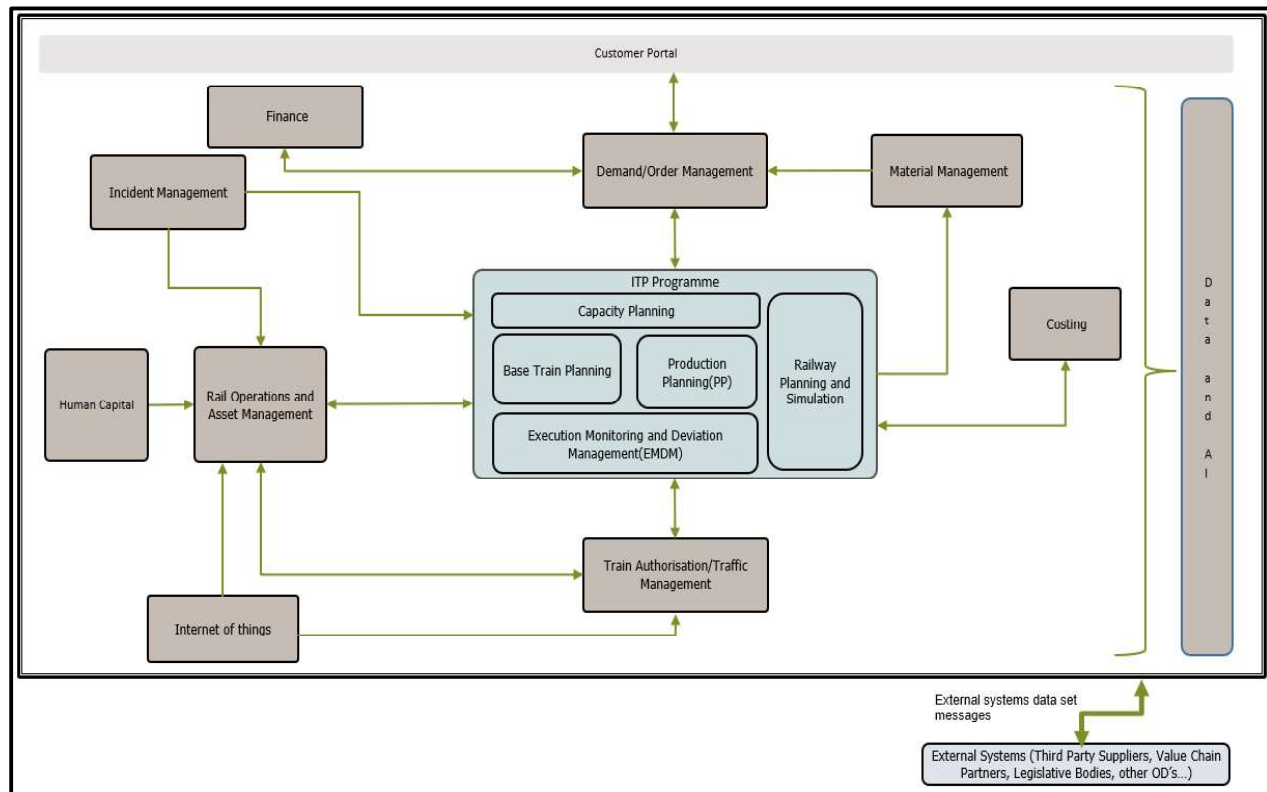 Customer Portal
Finance
Demand/Order Management
Material Management
Incident Management
ITP Programme
Capacity Planning
Base Train Planning
Production
Planning(PP)
Railway
Planning and
Simulation
Execution Monitoring and Deviation
Management(EMDM)
Costing
Human Capital
Rail Operations and
Asset Management
Train Authorisation/Traffic
Management
Internet of things
D
a
t
a
a
n
d
AI
External systems data set
messages
External Systems (Third Party Suppliers, Value Chain
Partners, Legislative Bodies, other OD's...)